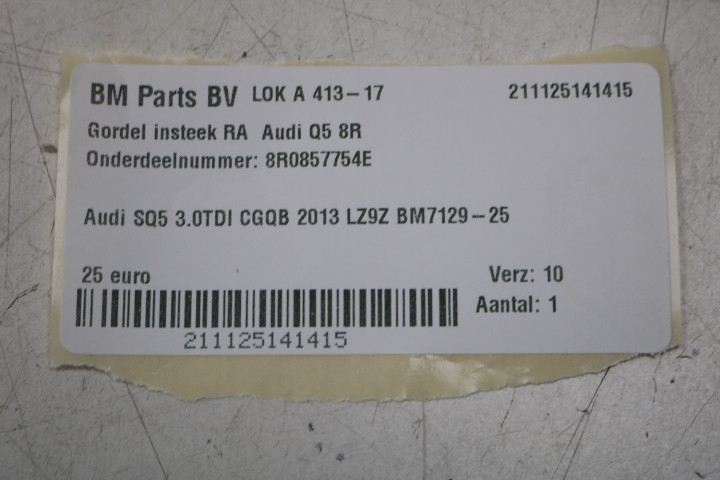 BM Parts BV LOK A 413-17 211125141415
Gordel insteek RA Audi Q5 8R
Onderdeelnummer: 8R0857754E
Audi SQ5 3.0TDI CGQB 2013 LZ9Z BM7129-25
25 euro Verz: 10
Aantal: 1
211125141415